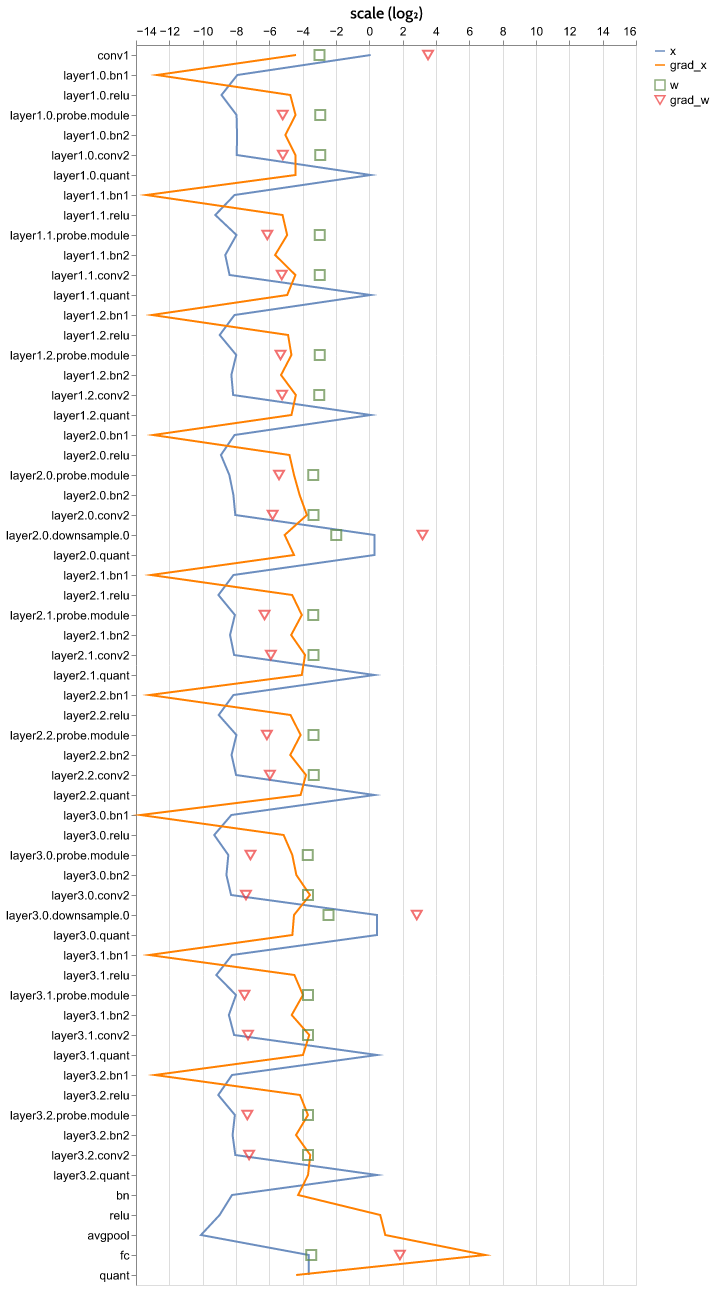 scale (log₂)
−14 −12 −10 −8 −6 −4 −2 0 2 4 6 8 10 12 14 16
x
grad_x
w
grad_w
conv1
layer1.0.bn1
layer1.0.relu
layer1.0.probe.module
layer1.0.bn2
layer1.0.conv2
layer1.0.quant
layer1.1.bn1
layer1.1.relu
layer1.1.probe.module
layer1.1.bn2
layer1.1.conv2
layer1.1.quant
layer1.2.bn1
layer1.2.relu
layer1.2.probe.module
layer1.2.bn2
layer1.2.conv2
layer1.2.quant
layer2.0.bn1
layer2.0.relu
layer2.0.probe.module
layer2.0.bn2
layer2.0.conv2
layer2.0.downsample.0
layer2.0.quant
layer2.1.bn1
layer2.1.relu
layer2.1.probe.module
layer2.1.bn2
layer2.1.conv2
layer2.1.quant
layer2.2.bn1
layer2.2.relu
layer2.2.probe.module
layer2.2.bn2
layer2.2.conv2
layer2.2.quant
layer3.0.bn1
layer3.0.relu
layer3.0.probe.module
layer3.0.bn2
layer3.0.conv2
layer3.0.downsample.0
layer3.0.quant
layer3.1.bn1
layer3.1.relu
layer3.1.probe.module
layer3.1.bn2
layer3.1.conv2
layer3.1.quant
layer3.2.bn1
layer3.2.relu
layer3.2.probe.module
layer3.2.bn2
layer3.2.conv2
layer3.2.quant
bn
relu
avgpool
fc
quant